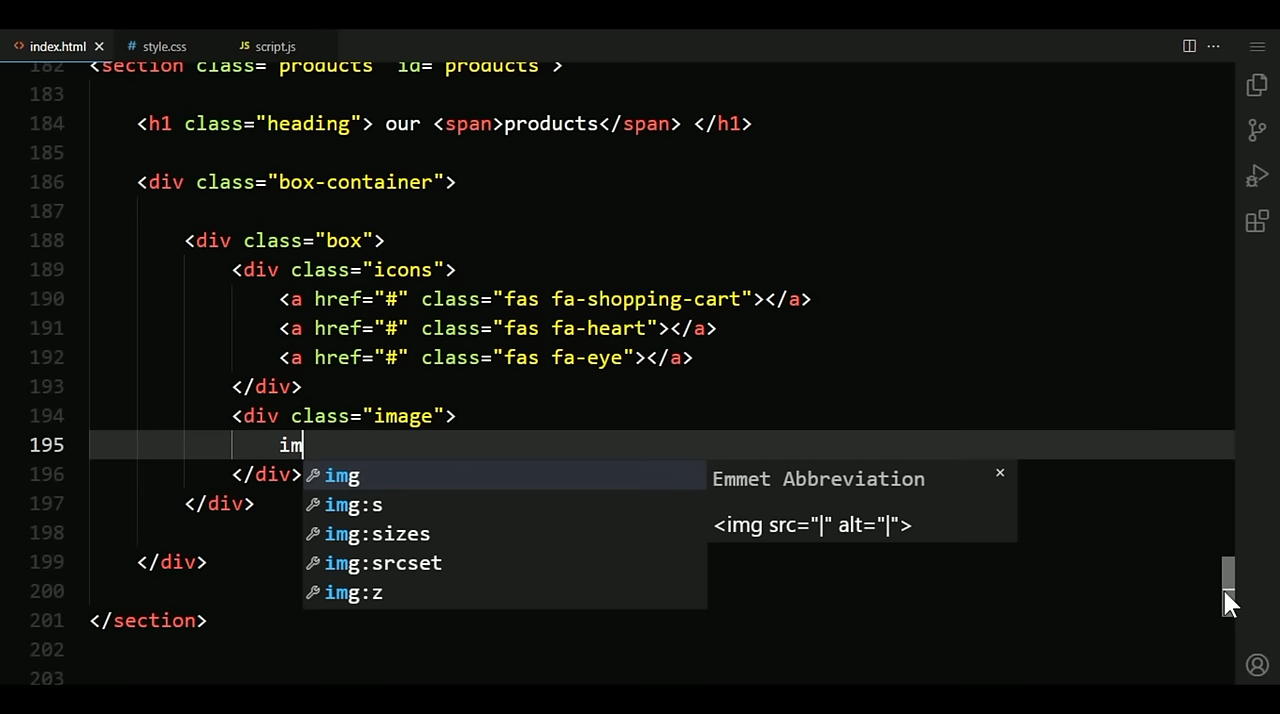 index.html
# style.css
JS script.js
182 <section class="products" id="products">
183
184 <h1 class="heading"> our <span>products</span> </h1>
185
186 <div class="box-container">
187
188 <div class="box">
189 <div class="icons">
190 <a href="#" class="fas fa-shopping-cart"></a>
191 <a href="#" class="fas fa-heart"></a>
192 <a href="#" class="fas fa-eye"></a>
193 </div>
194 <div class="image">
195 im
196 </div>
197 </div>
198
199 </div>
200
201 </section>
202
203
img
img:s
img:sizes
img:srcset
img:z
Emmet Abbreviation
<img src="|" alt="|">